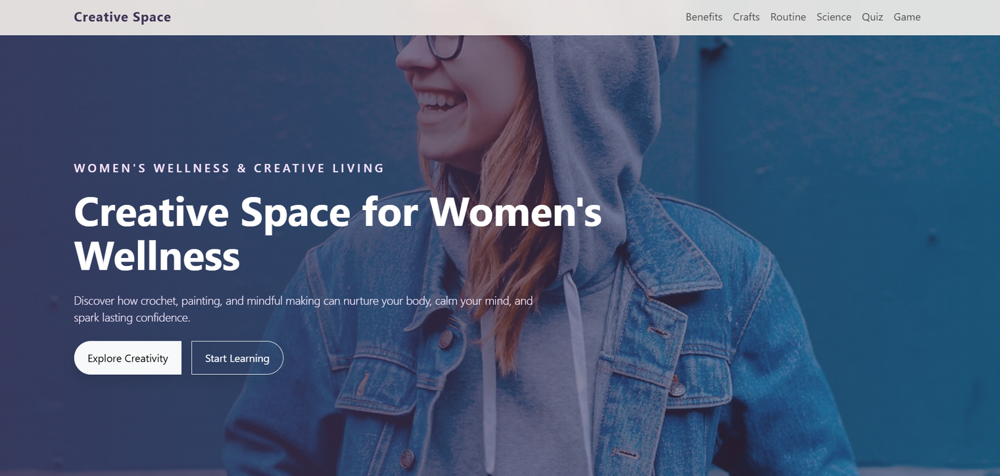 Creative Space
Benefits Crafts Routine Science Quiz Game
WOMEN'S WELLNESS & CREATIVE LIVING
Creative Space for Women's
Wellness
Discover how crochet, painting, and mindful making can nurture your body, calm your mind, and
spark lasting confidence.
Explore Creativity
Start Learning